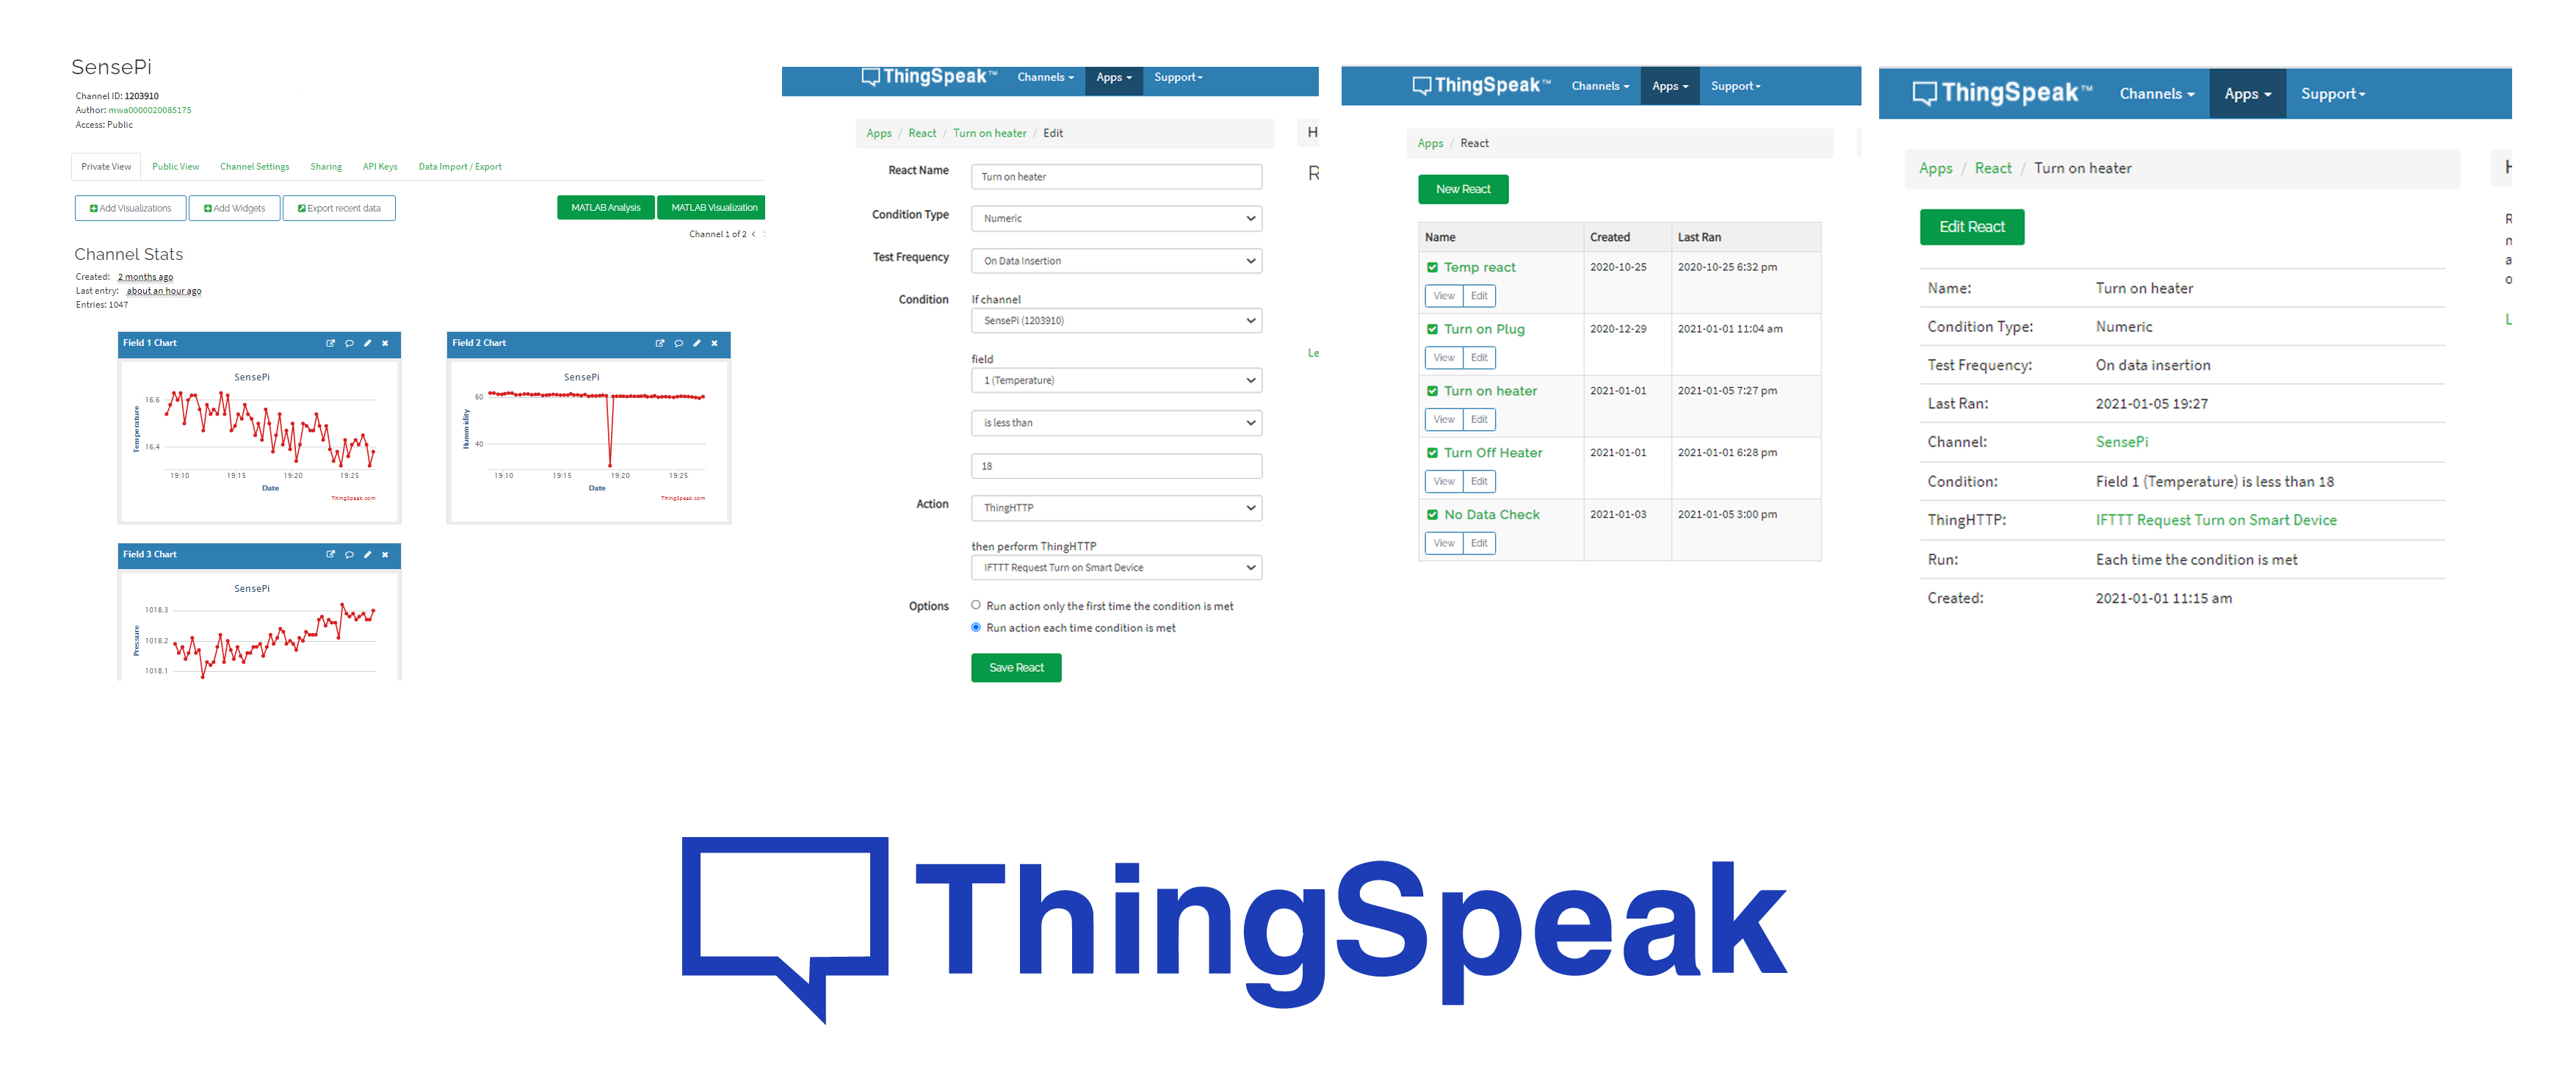 SensePi
Channel ID: 1203910
Author: mwa0000020085175
Access: Public
Private View Public View Channel Settings Sharing API Keys Data Import / Export
Add Visualizations Add Widgets Export recent data MATLAB Analysis MATLAB Visualization
Channel 1 of 2 <
Channel Stats
Created: 2 months ago
Last entry: about an hour ago
Entries: 1047
Field 1 Chart
SensePi
Temperature
16.6
16.4
19:10 19:15 19:20 19:25
Date
ThingSpeak.com
Field 2 Chart
SensePi
Hummidity
60
40
19:10 19:15 19:20 19:25
Date
ThingSpeak.com
Field 3 Chart
SensePi
Pressure
1018.3
1018.2
1018.1
ThingSpeak™ Channels Apps Support
Apps / React / Turn on heater / Edit
H
R
Le
React Name Turn on heater
Condition Type Numeric
Test Frequency On Data Insertion
Condition If channel
SensePi (1203910)
field
1 (Temperature)
is less than
18
Action ThingHTTP
then perform ThingHTTP
IFTTT Request Turn on Smart Device
Options Run action only the first time the condition is met
Run action each time condition is met
Save React
ThingSpeak™ Channels Apps Support
Apps / React
New React
Name Created Last Ran
Temp react 2020-10-25 2020-10-25 6:32 pm
View Edit
Turn on Plug 2020-12-29 2021-01-01 11:04 am
View Edit
Turn on heater 2021-01-01 2021-01-05 7:27 pm
View Edit
Turn Off Heater 2021-01-01 2021-01-01 6:28 pm
View Edit
No Data Check 2021-01-03 2021-01-05 3:00 pm
View Edit
ThingSpeak™ Channels Apps Support
Apps / React / Turn on heater
Edit React
Name: Turn on heater
Condition Type: Numeric
Test Frequency: On data insertion
Last Ran: 2021-01-05 19:27
Channel: SensePi
Condition: Field 1 (Temperature) is less than 18
ThingHTTP: IFTTT Request Turn on Smart Device
Run: Each time the condition is met
Created: 2021-01-01 11:15 am
ThingSpeak